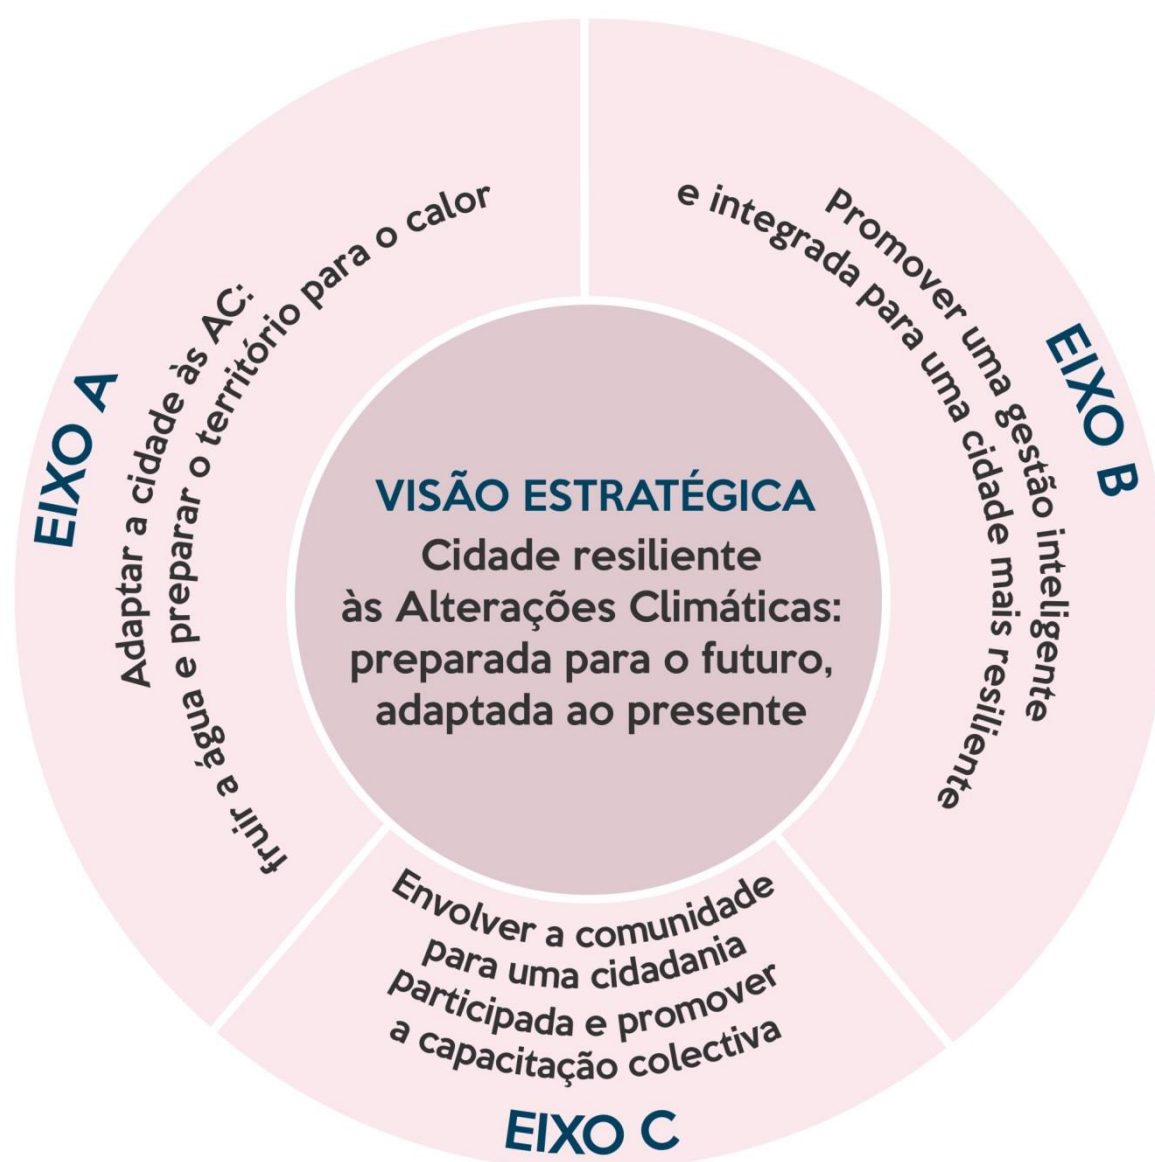 EIXO A
Adaptar a cidade às AC:
fruir a água e preparar o território para o calor
EIXO B
Promover uma gestão inteligente
e integrada para uma cidade mais resiliente
VISÃO ESTRATÉGICA
Cidade resiliente
às Alterações Climáticas:
preparada para o futuro,
adaptada ao presente
Envolver a comunidade
para uma cidadania
participada e promover
a capacitação colectiva
EIXO C